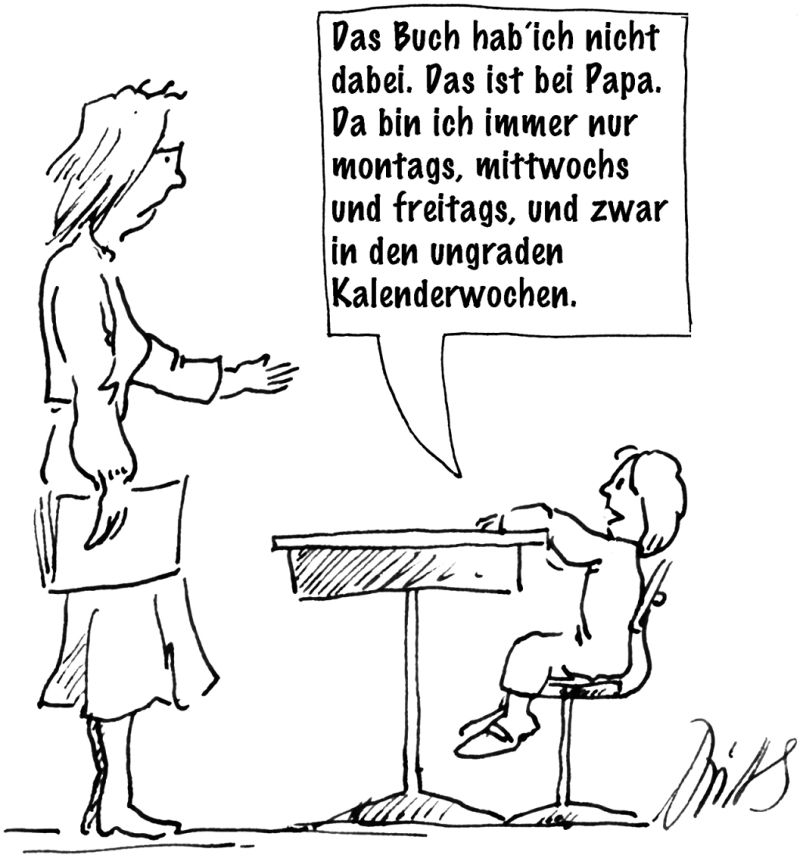 Das Buch hab´ich nicht
dabei. Das ist bei Papa.
Da bin ich immer nur
montags, mittwochs
und freitags, und zwar
in den ungraden
Kalenderwochen.